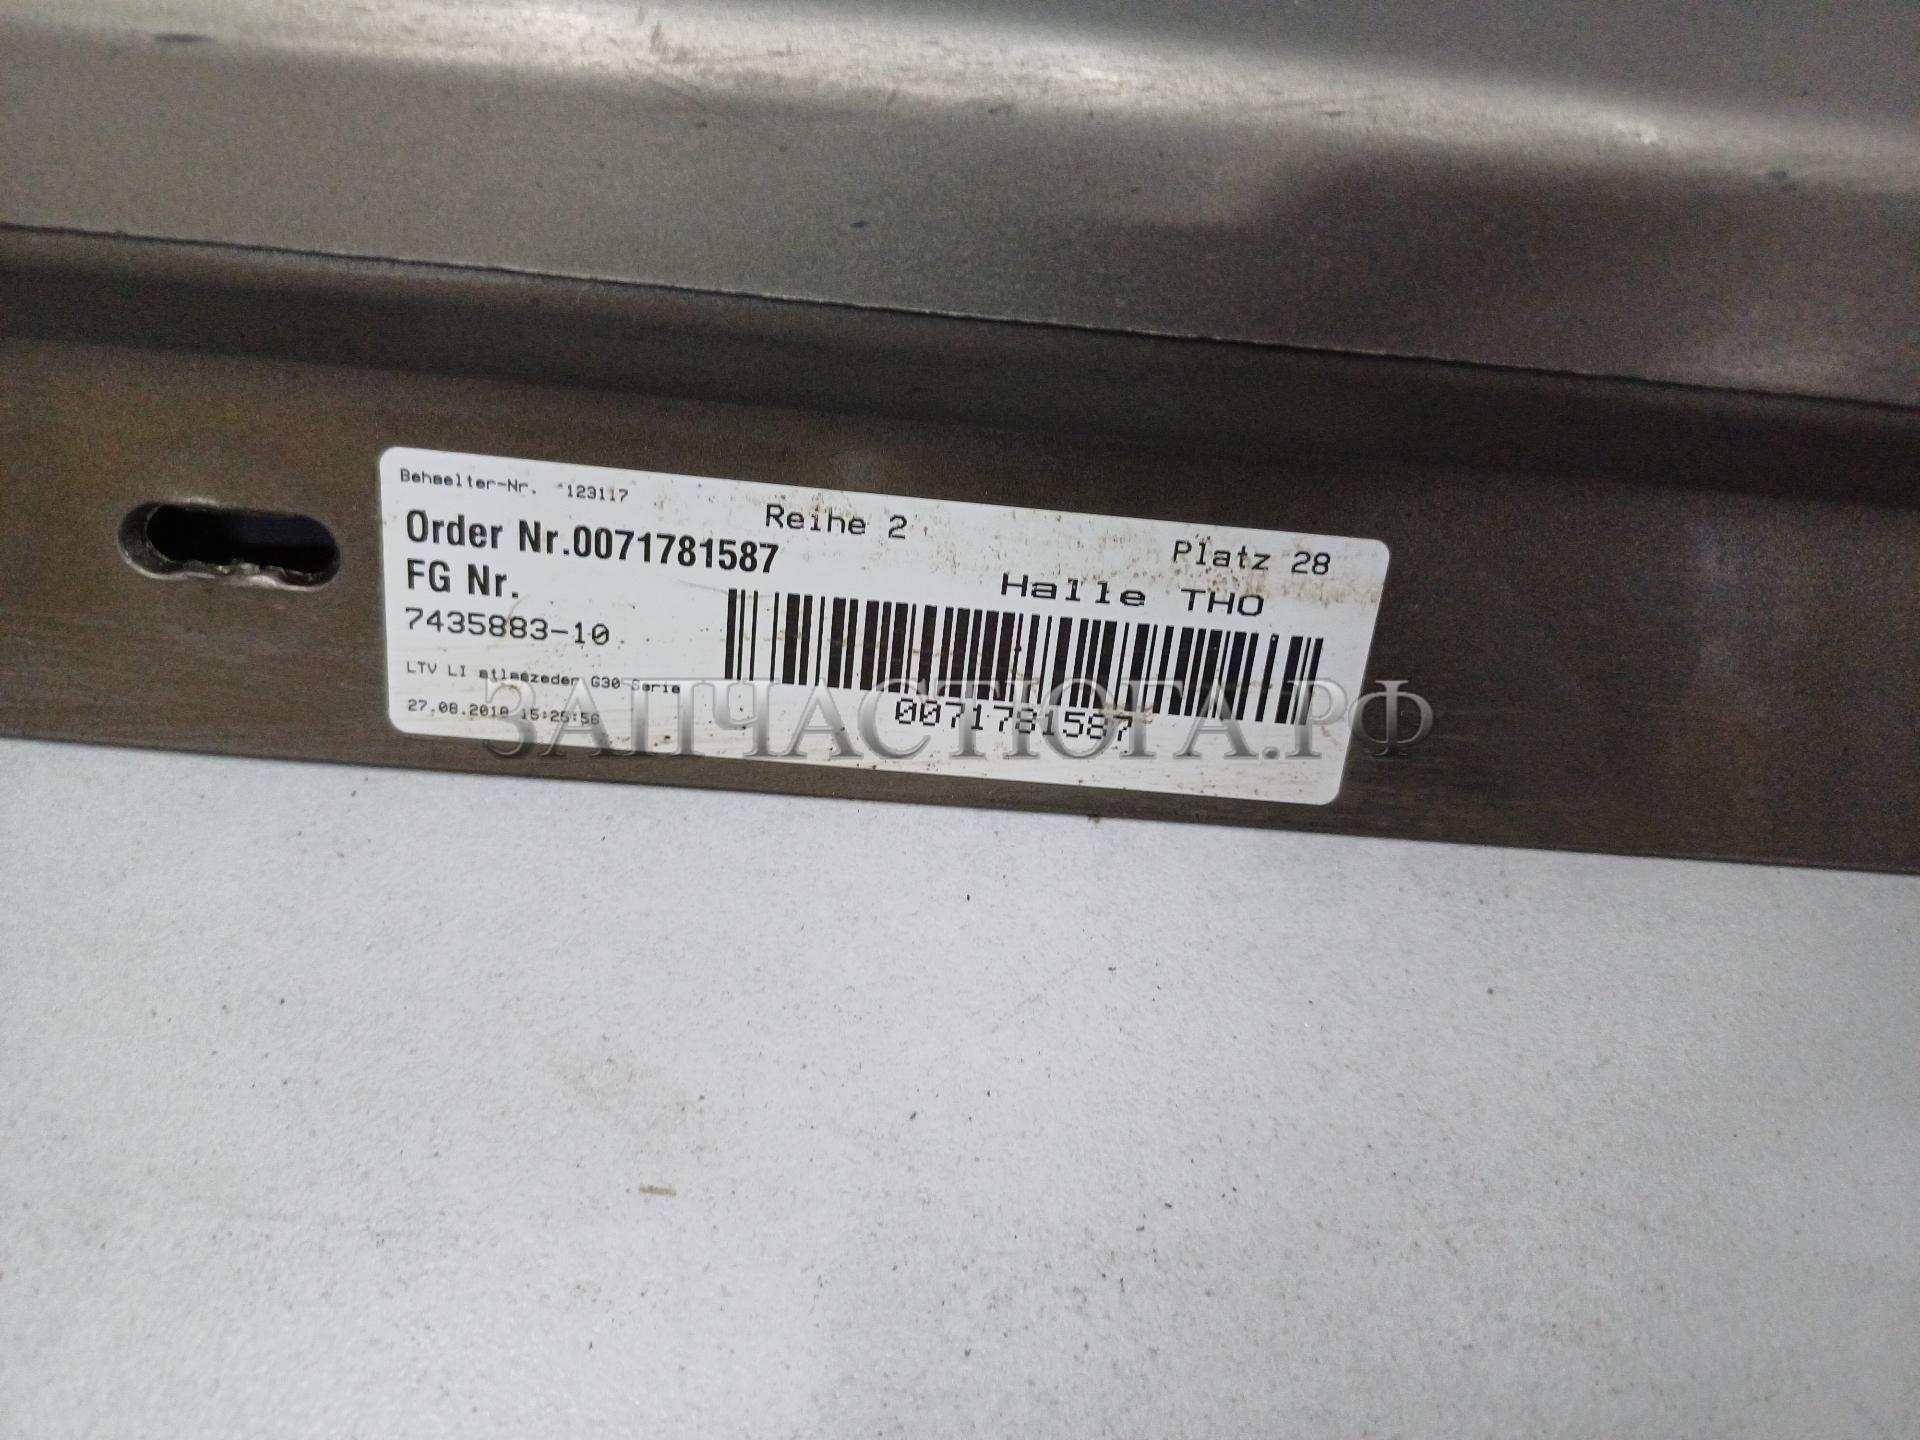 Behaelter-Nr. 123117
Reihe 2
Platz 28
Order Nr.0071781587
Halle THO
FG Nr.
7435883-10
LTV LI atlaszeder G30 Serie
27.08.2018 15:25:56
0071781587
ЗАПЧАСТЮГА.РФ